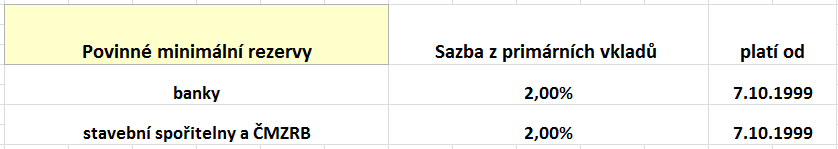 Povinné minimální rezervy Sazba z primárních vkladů platí od
banky 2,00% 7.10.1999
stavební spořitelny a ČMZRB 2,00% 7.10.1999